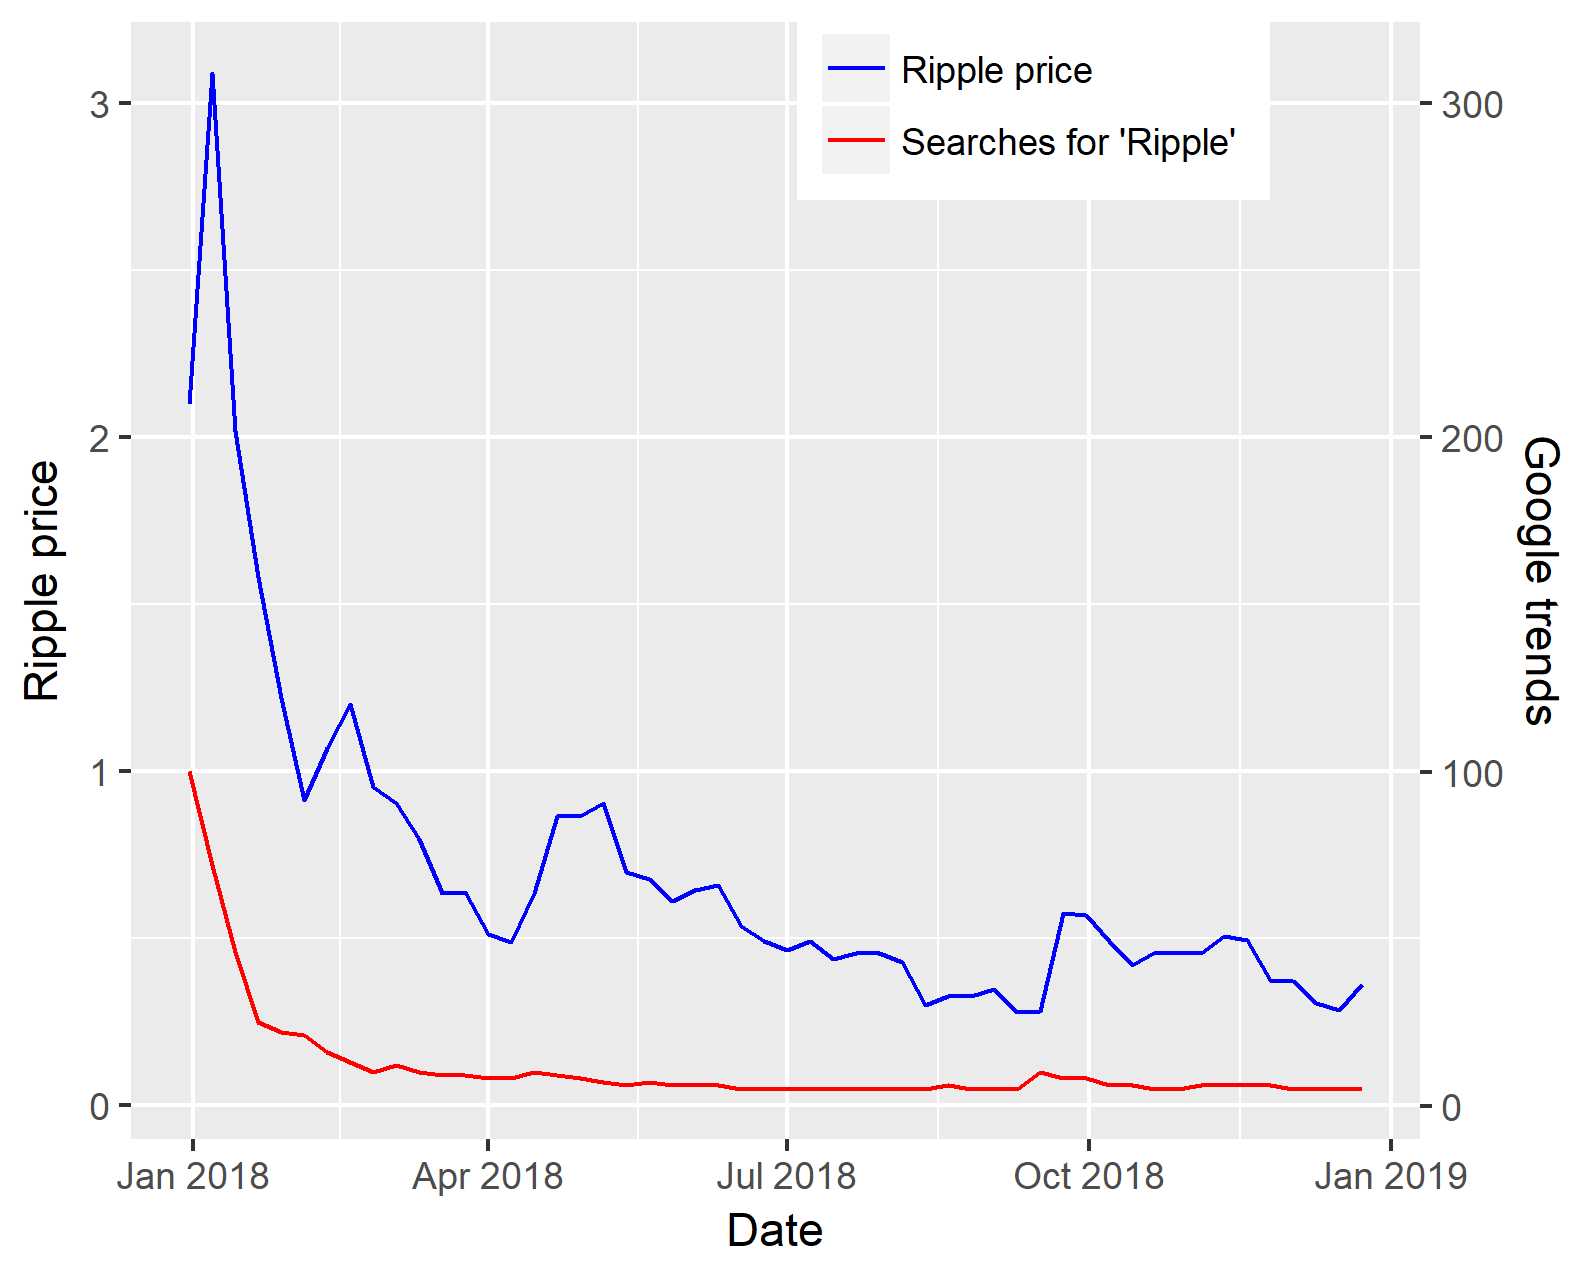 Ripple price
Searches for 'Ripple'
3
2
1
0
Ripple price
300
200
100
0
Google trends
Jan 2018
Apr 2018
Jul 2018
Oct 2018
Jan 2019
Date